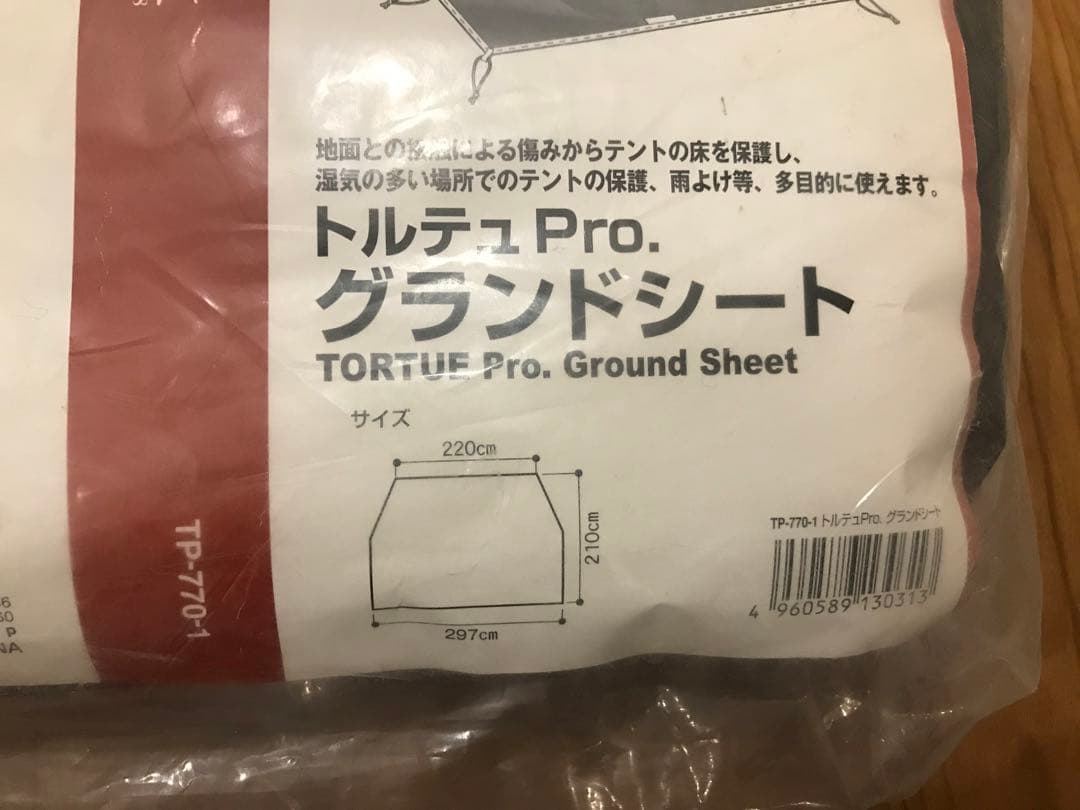 地面との接触による傷みからテントの床を保護し、
湿気の多い場所でのテントの保護、雨よけ等、多目的に使えます。
トルテュPro.
グランドシート
TORTUE Pro. Ground Sheet
サイズ
220cm
210cm
297cm
TP-770-1 トルテュPro. グランドシート
4 960589 130313
TP-770-1